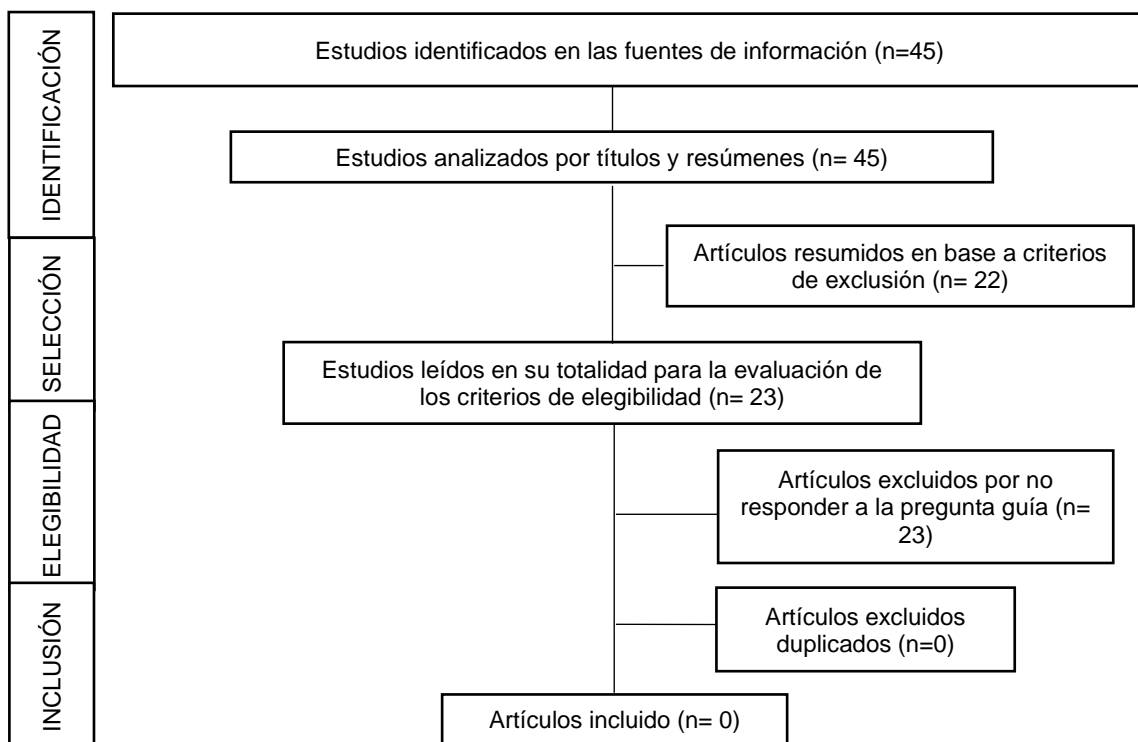 IDENTIFICACIÓN
Estudios identificados en las fuentes de información (n=45)
Estudios analizados por títulos y resúmenes (n= 45)
SELECCIÓN
Artículos resumidos en base a criterios
de exclusión (n= 22)
Estudios leídos en su totalidad para la evaluación de
los criterios de elegibilidad (n= 23)
ELEGIBILIDAD
Artículos excluidos por no
responder a la pregunta guía (n=
23)
INCLUSIÓN
Artículos excluidos
duplicados (n=0)
Artículos incluido (n= 0)